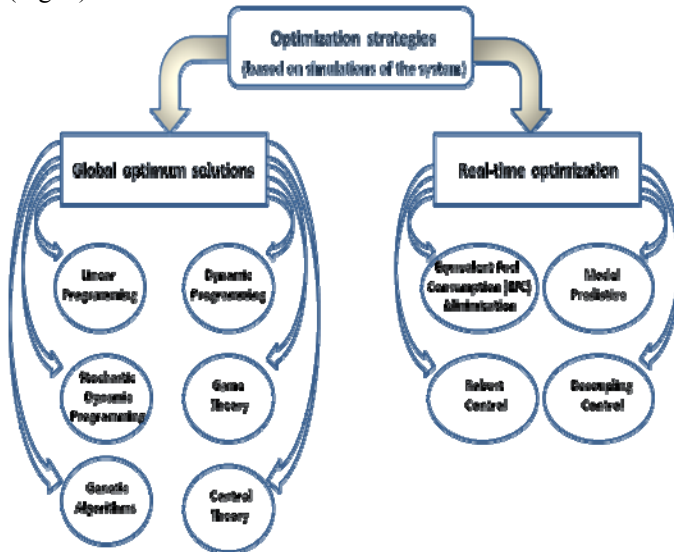 Optimization strategies
(based on simulations of the system)
Global optimum solutions
Real-time optimization
Linear
Programming
Dynamic
Programming
Equivalent Fuel
Consumption (EFC)
Minimization
Model
Predictive
Stochastic
Dynamic
Programming
Game
Theory
Robust
Control
Decoupling
Control
Genetic
Algorithms
Control
Theory